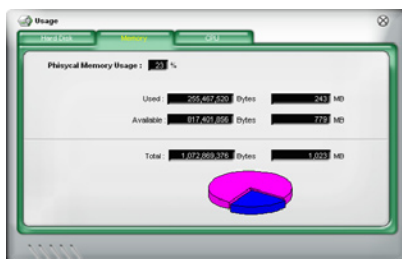 Usage
Hard Disk Memory CPU
Phisycal Memory Usage : 23 %
Used : 255,467,520 Bytes 243 MB
Available : 817,401,856 Bytes 779 MB
Total : 1,072,869,376 Bytes 1,023 MB